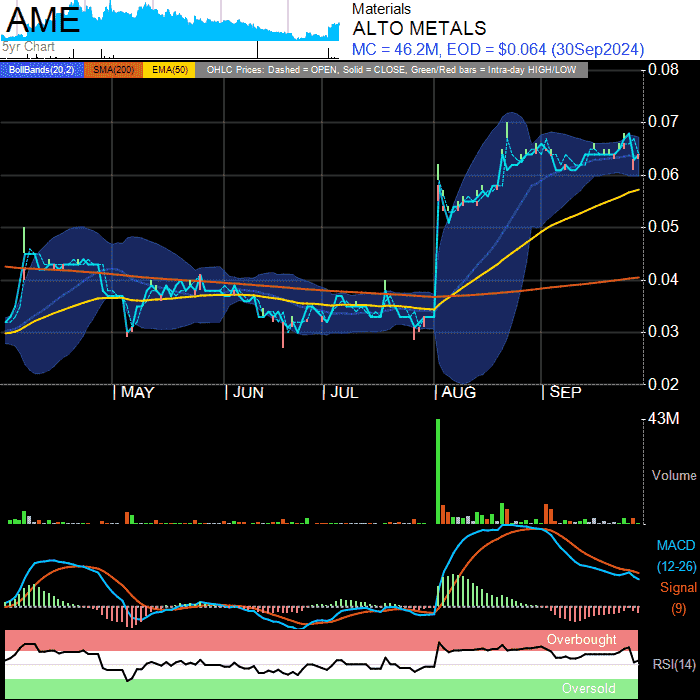 AME
5yr Chart
Materials
ALTO METALS
MC = 46.2M, EOD = $0.064 (30Sep2024)
BollBands(20,2) SMA(200) EMA(50) OHLC Prices: Dashed = OPEN, Solid = CLOSE, Green/Red bars = Intra-day HIGH/LOW
0.08
0.07
0.06
0.05
0.04
0.03
0.02
MAY JUN JUL AUG SEP
43M
Volume
MACD
(12-26)
Signal
(9)
Overbought
RSI(14)
Oversold